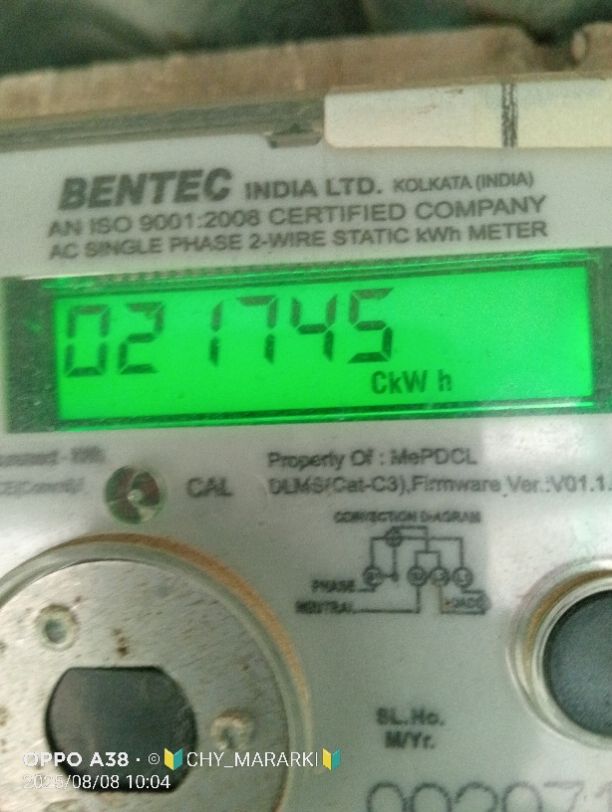 BENTEC INDIA LTD. KOLKATA (INDIA)
AN ISO 9001:2008 CERTIFIED COMPANY
AC SINGLE PHASE 2-WIRE STATIC kWh METER
021745
CkW h
Property Of : MePDCL
CAL
DLMS(Cat-C3),Firmware Ver.:V01.1.
CONNECTION DIAGRAM
PHASE
NEUTRAL
LOAD
SL.No.
M/Yr.
OPPO A38 · © CHY_MARARKI
2025/08/08 10:04